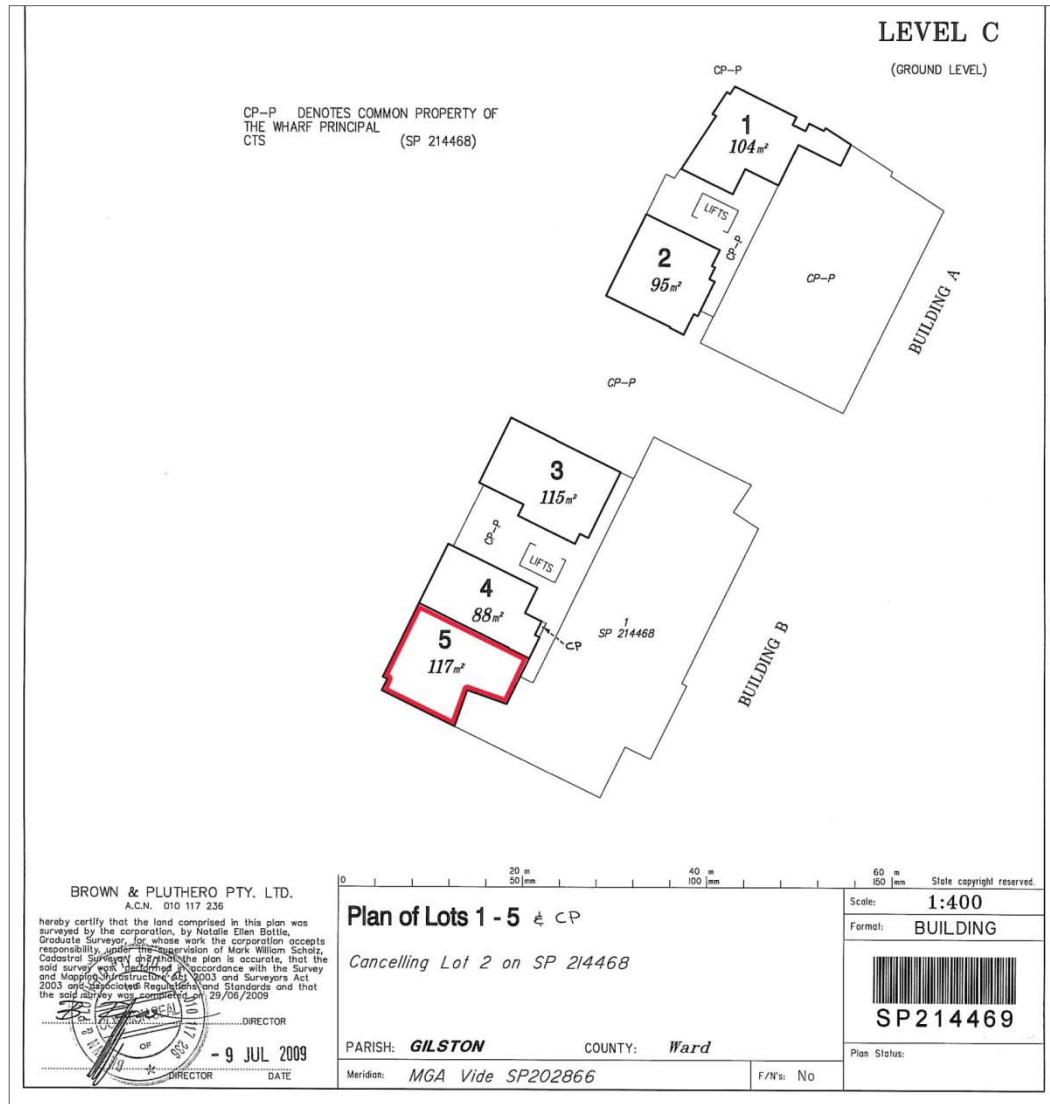 LEVEL C
(GROUND LEVEL)
CP-P DENOTES COMMON PROPERTY OF
THE WHARF PRINCIPAL
CTS (SP 214468)
CP-P
1
104m²
LIFTS
CP-P
2
95m²
CP-P
BUILDING A
CP-P
3
115m²
CP-P
LIFTS
4
88m²
CP
5
117m²
1
SP 214468
BUILDING B
0 20 m 40 m 60 m
50 mm 100 mm 150 mm State copyright reserved.
BROWN & PLUTHERO PTY. LTD.
A.C.N. 010 117 236
hereby certify that the land comprised in this plan was
surveyed by the corporation, by Natalie Ellen Bottle,
Graduate Surveyor, for whose work the corporation accepts
responsibility, under the supervision of Mark William Scholz,
Cadastral Surveyor and that the plan is accurate, that the
said survey was performed in accordance with the Survey
and Mapping Infrastructure Act 2003 and Surveyors Act
2003 and associated Regulations and Standards and that
the said survey was completed on 29/06/2009
DIRECTOR
COMMON SEAL
OF
- 9 JUL 2009
DIRECTOR DATE
Plan of Lots 1 - 5 & CP
Cancelling Lot 2 on SP 214468
PARISH: GILSTON COUNTY: Ward
Meridian: MGA Vide SP202866 F/N's: No
Scale: 1:400
Format: BUILDING
SP214469
Plan Status: